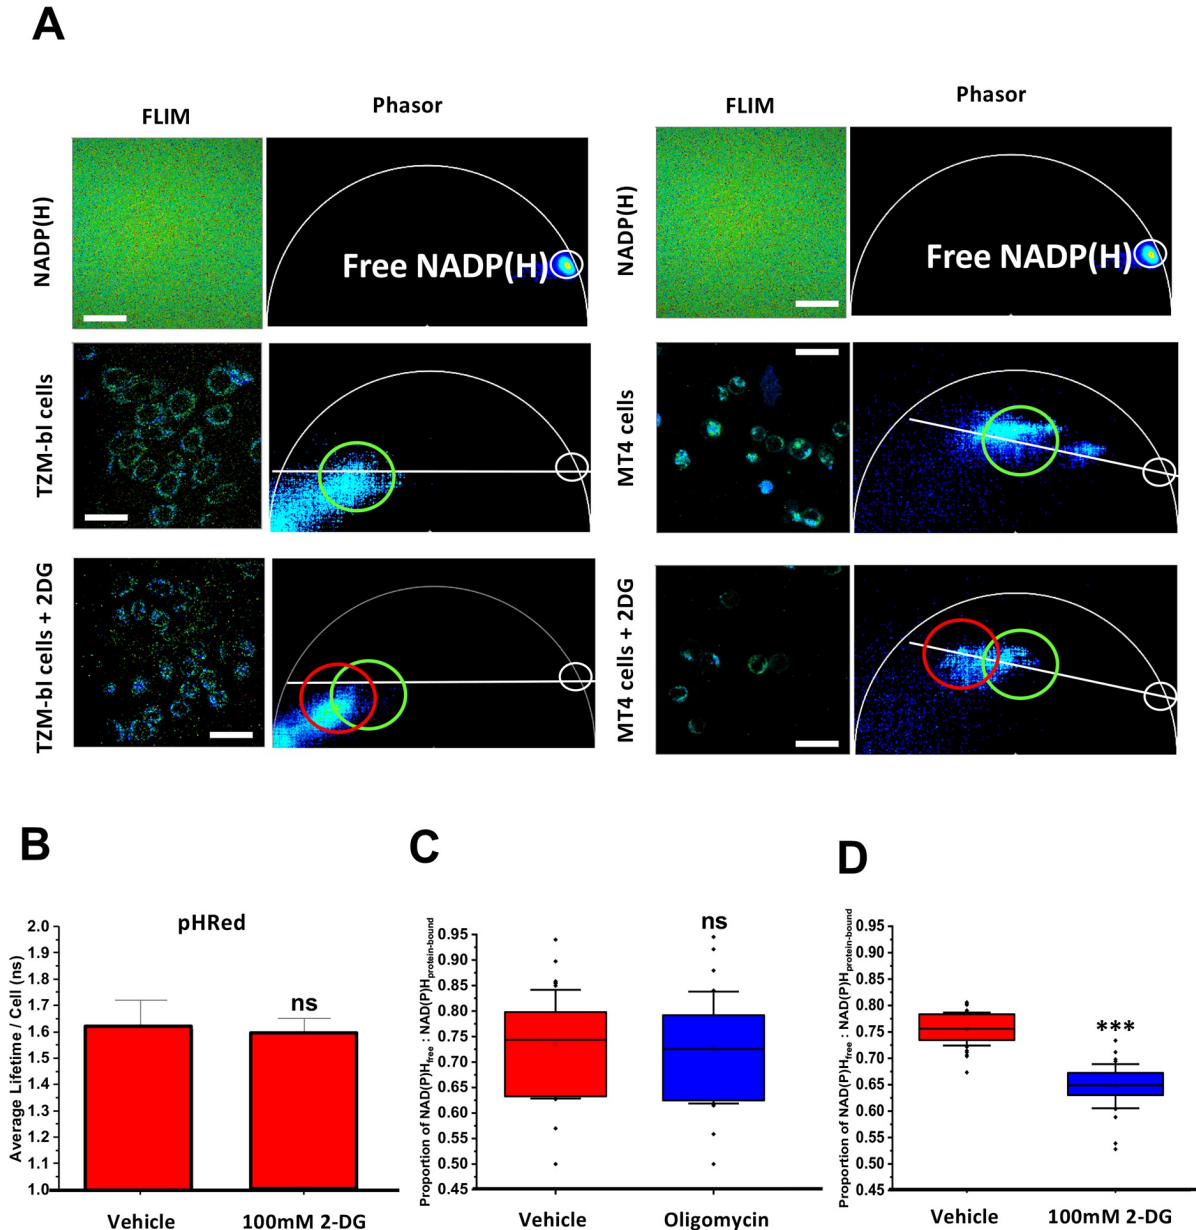 A
FLIM
Phasor
FLIM
Phasor
NADP(H)
Free NADP(H)
NADP(H)
Free NADP(H)
TZM-bl cells
MT4 cells
TZM-bl cells + 2DG
MT4 cells + 2DG
B
pHRed
Average Lifetime / Cell (ns)
2.0
1.9
1.8
1.7
1.6
1.5
1.4
1.3
1.2
1.1
1.0
ns
Vehicle
100mM 2-DG
C
Proportion of NAD(P)Hfree : NAD(P)Hprotein-bound
0.95
0.90
0.85
0.80
0.75
0.70
0.65
0.60
0.55
0.50
0.45
ns
Vehicle
Oligomycin
D
Proportion of NAD(P)Hfree : NAD(P)Hprotein-bound
0.95
0.90
0.85
0.80
0.75
0.70
0.65
0.60
0.55
0.50
0.45
***
Vehicle
100mM 2-DG